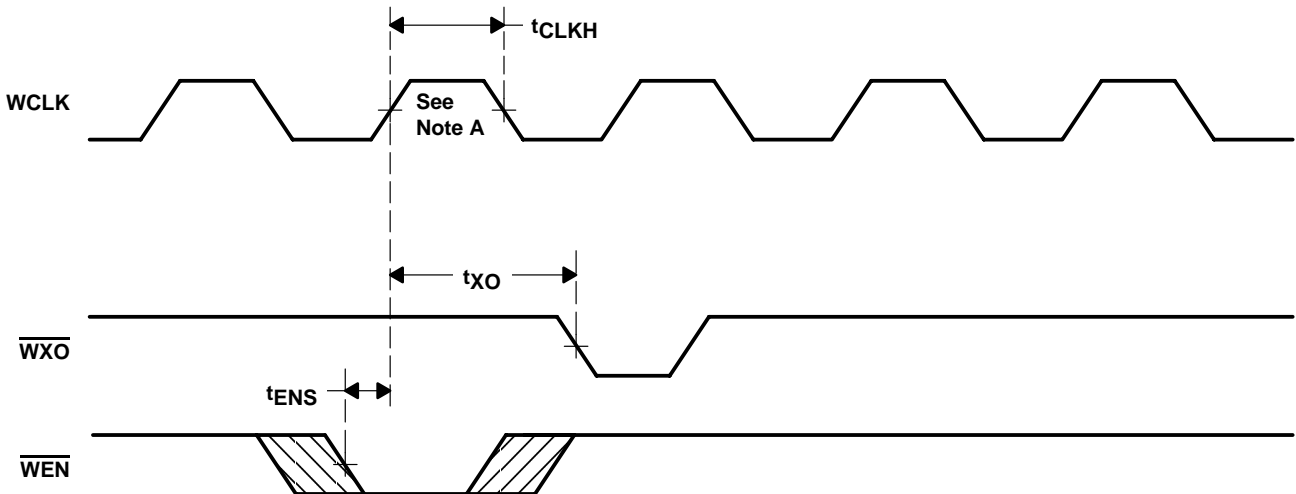 tCLKH
WCLK
See
Note A
tXO
WXO
tENS
WEN